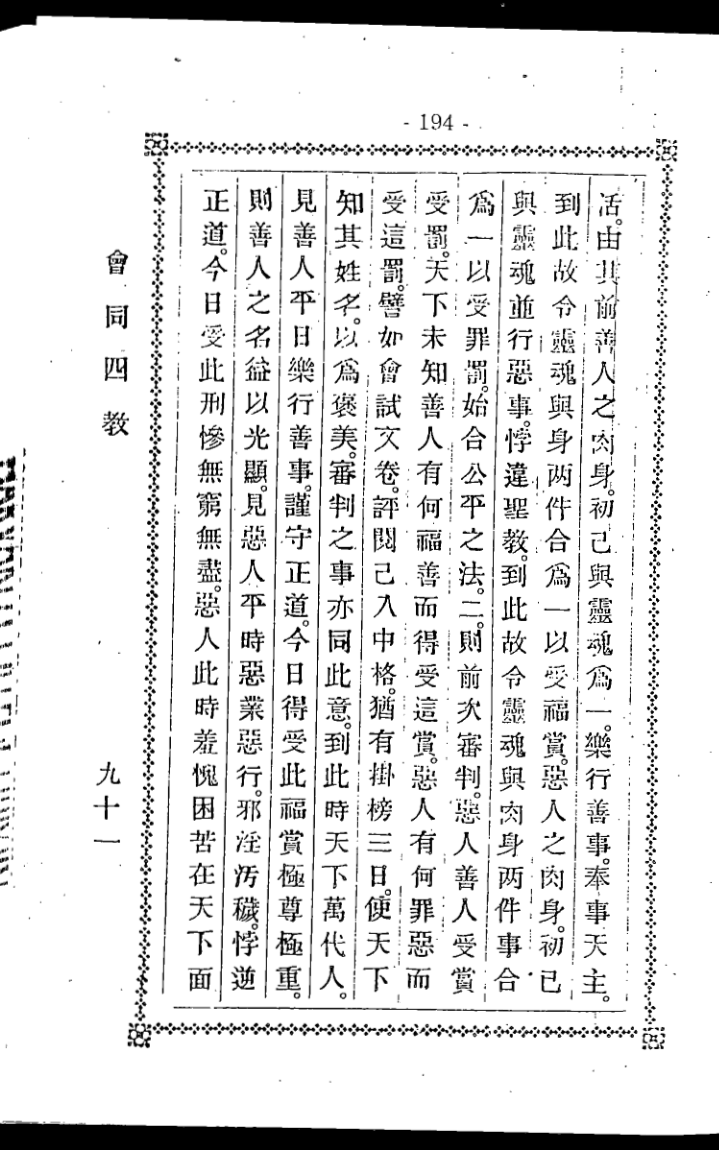 - 194 -
活。由其前善人之肉身。初已與靈魂爲一。樂行善事。奉事天主。
到此故令靈魂與身两件合爲一以受福賞。惡人之肉身。初已
與靈魂並行惡事。悖違聖教。到此故令靈魂與肉身两件事合
爲一以受罪罰。始合公平之法。二。則前次審判。惡人善人受賞
受罰。天下未知善人有何福善而得受這賞。惡人有何罪惡而
受這罰。譬如會試文卷。評閱已入中格。猶有掛榜三日。使天下
知其姓名。以爲褒美。審判之事亦同此意。到此時天下萬代人。
見善人平日樂行善事。謹守正道。今日得受此福賞極尊極重。
則善人之名益以光顯。見惡人平時惡業惡行。邪淫汚穢。悖逆
正道。今日受此刑慘無窮無盡。惡人此時羞愧困苦在天下面
會同四教
九十一